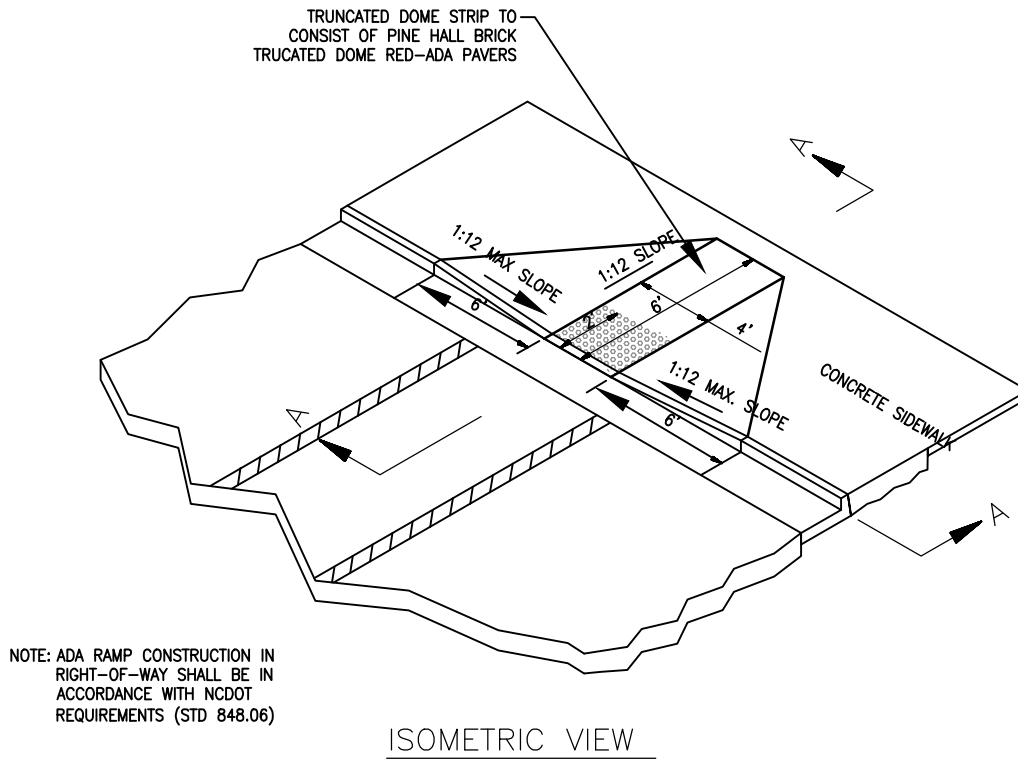 TRUNCATED DOME STRIP TO
CONSIST OF PINE HALL BRICK
TRUCATED DOME RED-ADA PAVERS
A
1:12 MAX SLOPE
1:12 SLOPE
6'
2'
6'
4'
1:12 MAX. SLOPE
6'
CONCRETE SIDEWALK
A
A
NOTE: ADA RAMP CONSTRUCTION IN
RIGHT-OF-WAY SHALL BE IN
ACCORDANCE WITH NCDOT
REQUIREMENTS (STD 848.06)
ISOMETRIC VIEW